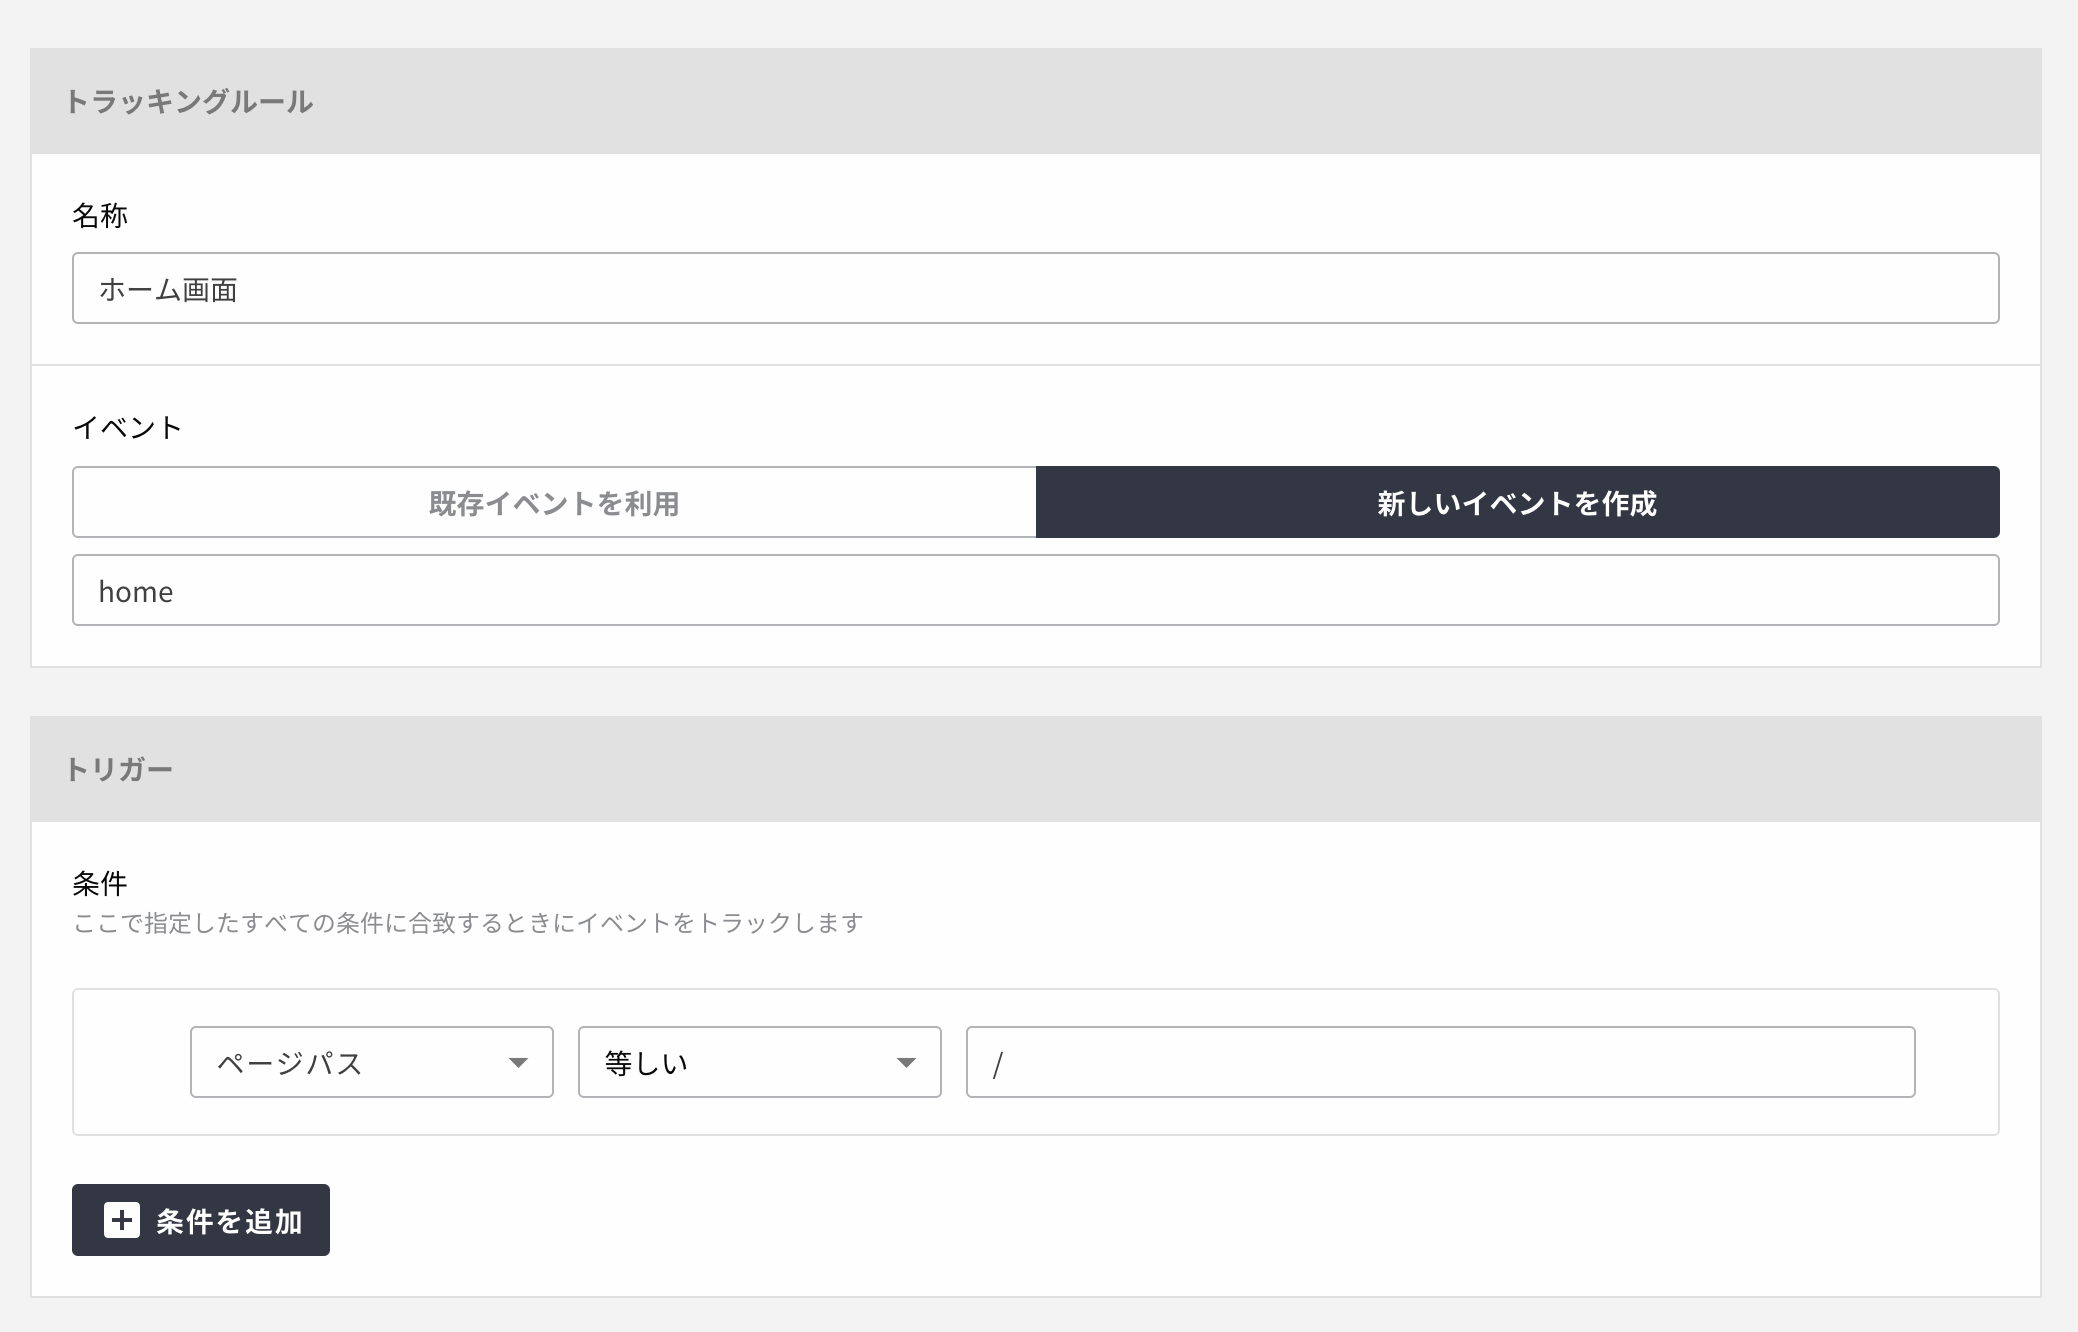 トラッキングルール
名称
ホーム画面
イベント
既存イベントを利用
新しいイベントを作成
home
トリガー
条件
ここで指定したすべての条件に合致するときにイベントをトラックします
ページパス
等しい
/
条件を追加